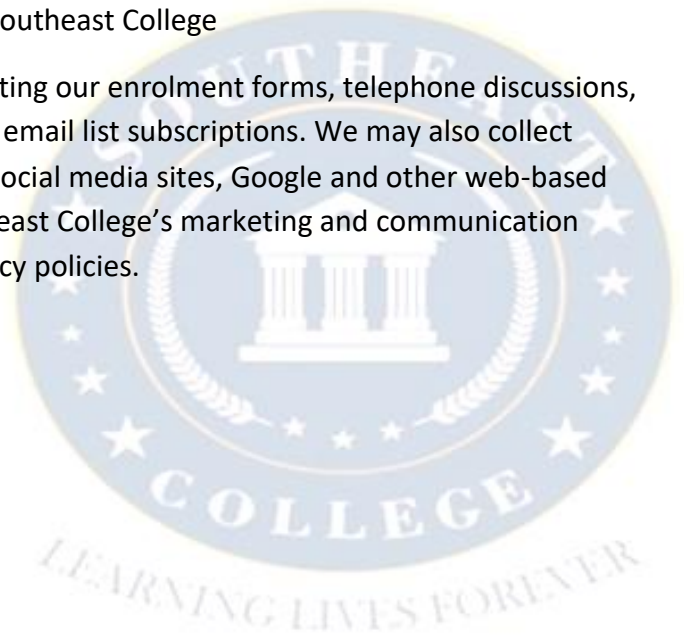 outheast College
ting our enrolment forms, telephone discussions,
email list subscriptions. We may also collect
ocial media sites, Google and other web-based
east College’s marketing and communication
cy policies.
SOUTHEAST
COLLEGE
LEARNING LIVES FOREVER